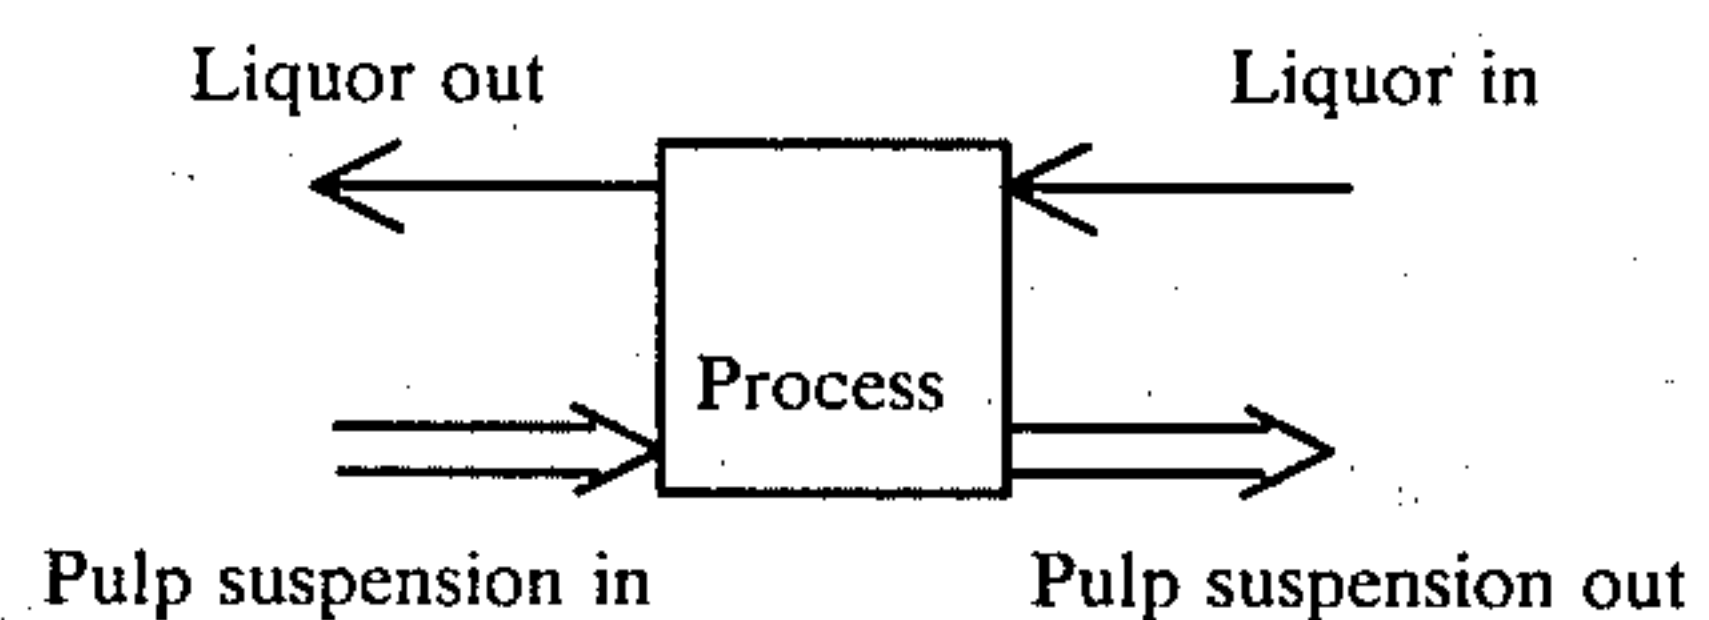 Liquor out
Liquor in
Process
Pulp suspension in
Pulp suspension out